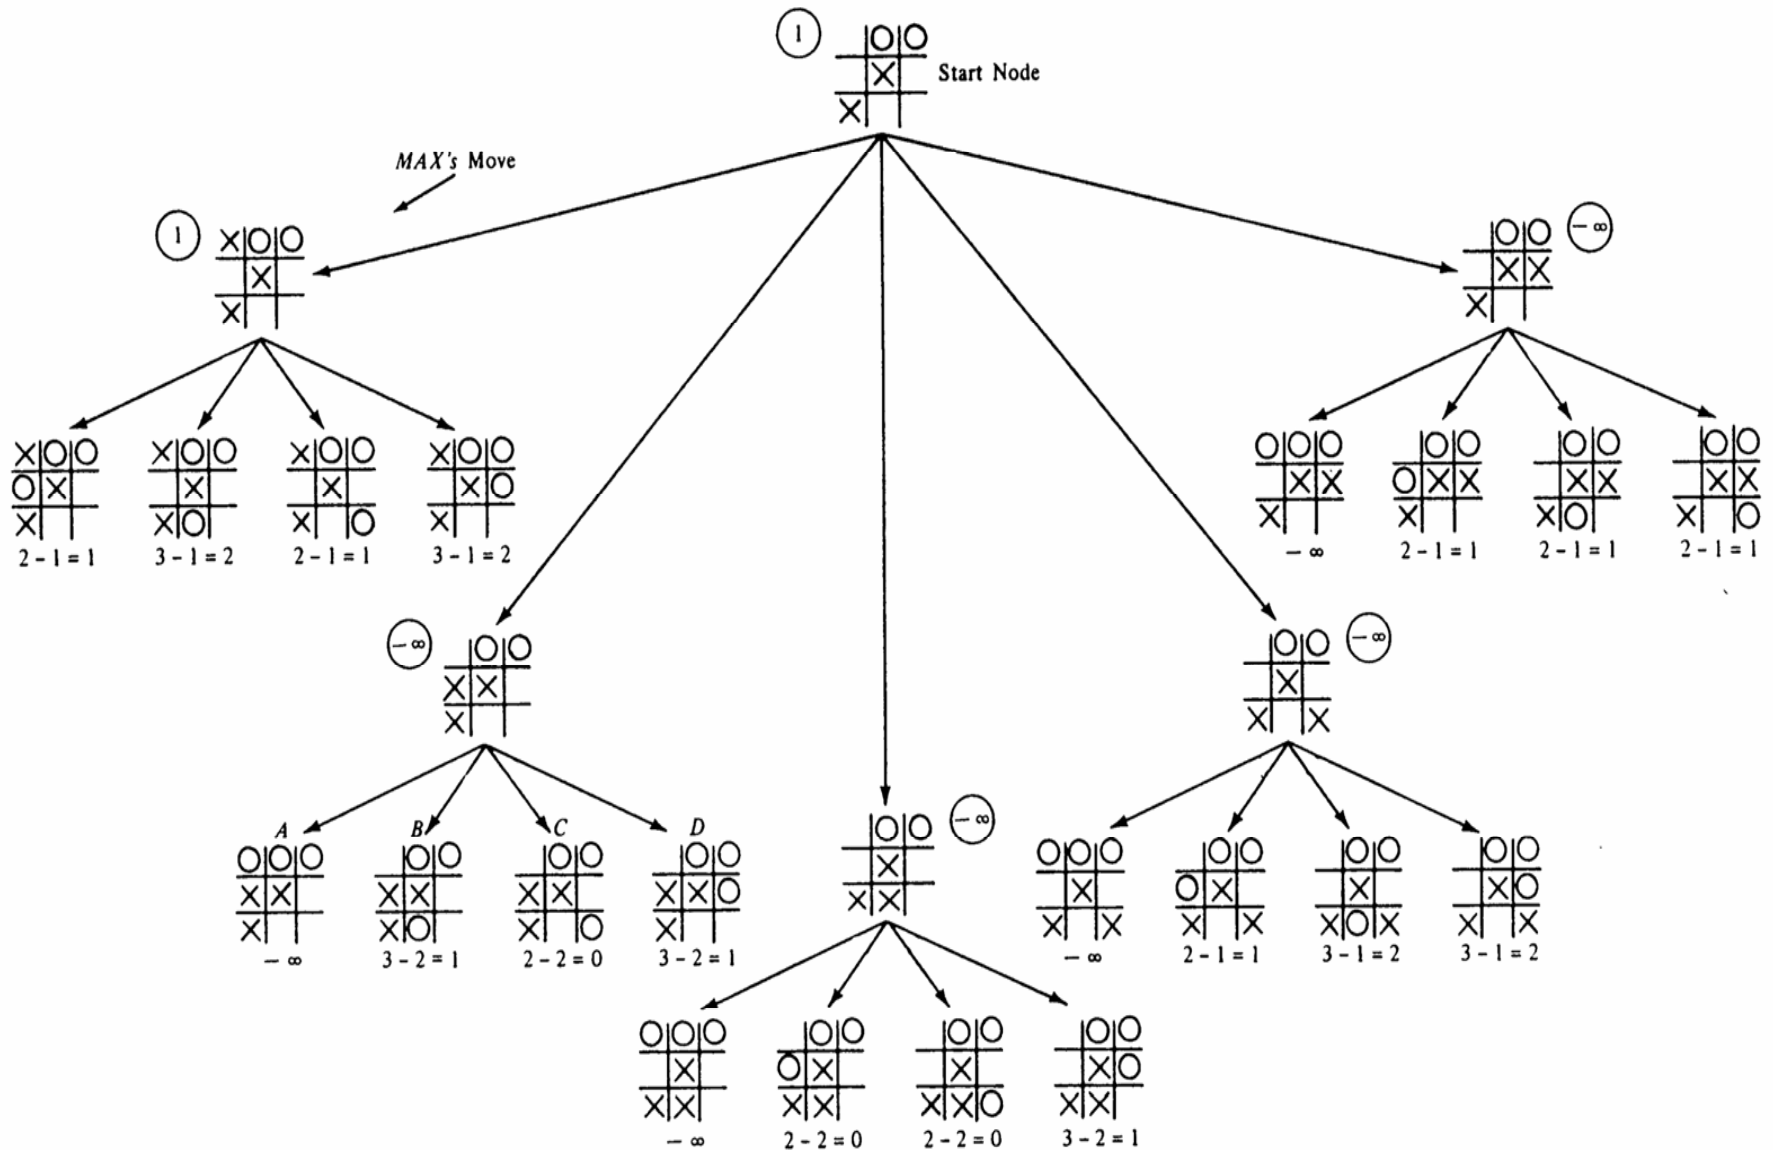 1
O O
X
X
Start Node
MAX's Move
1
X O O
X
X
O O
X X
X
− ∞
X O O
O X
X
2 − 1 = 1
X O O
X
X O
3 − 1 = 2
X O O
X
X O
2 − 1 = 1
X O O
X O
X
3 − 1 = 2
O O O
X X
X
− ∞
O O
O X X
X
2 − 1 = 1
O O
X X
X O
2 − 1 = 1
O O
X X
X O
2 − 1 = 1
− ∞
O O
X X
X
O O
X
X X
− ∞
A
O O O
X X
X
− ∞
B
O O
X X
X O
3 − 2 = 1
C
O O
X X
X O
2 − 2 = 0
D
O O
X X O
X
3 − 2 = 1
O O
X
X X
− ∞
O O O
X
X X
− ∞
O O
O X
X X
2 − 1 = 1
O O
X
X O X
3 − 1 = 2
O O
X O
X X
3 − 1 = 2
O O O
X
X X
− ∞
O O
O X
X X
2 − 2 = 0
O O
X
X X O
2 − 2 = 0
O O
X O
X X
3 − 2 = 1